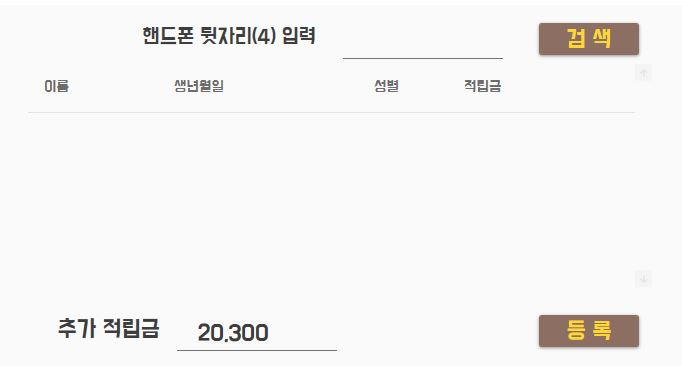 핸드폰 뒷자리(4) 입력
검 색
이름 생년월일 성별 적립금
추가 적립금 20,300 등 록